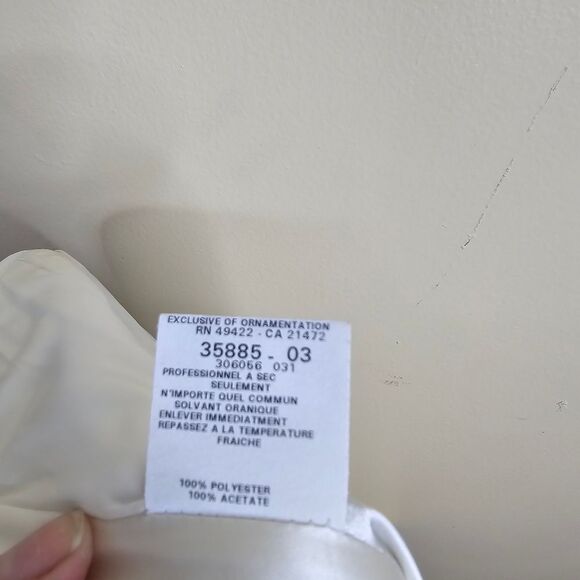 EXCLUSIVE OF ORNAMENTATION
RN 49422 - CA 21472
35885 - 03
306056 031
PROFESSIONNEL A SEC
SEULEMENT
N'IMPORTE QUEL COMMUN
SOLVANT ORANIQUE
ENLEVER IMMEDIATMENT
REPASSEZ A LA TEMPERATURE
FRAICHE
100% POLYESTER
100% ACETATE